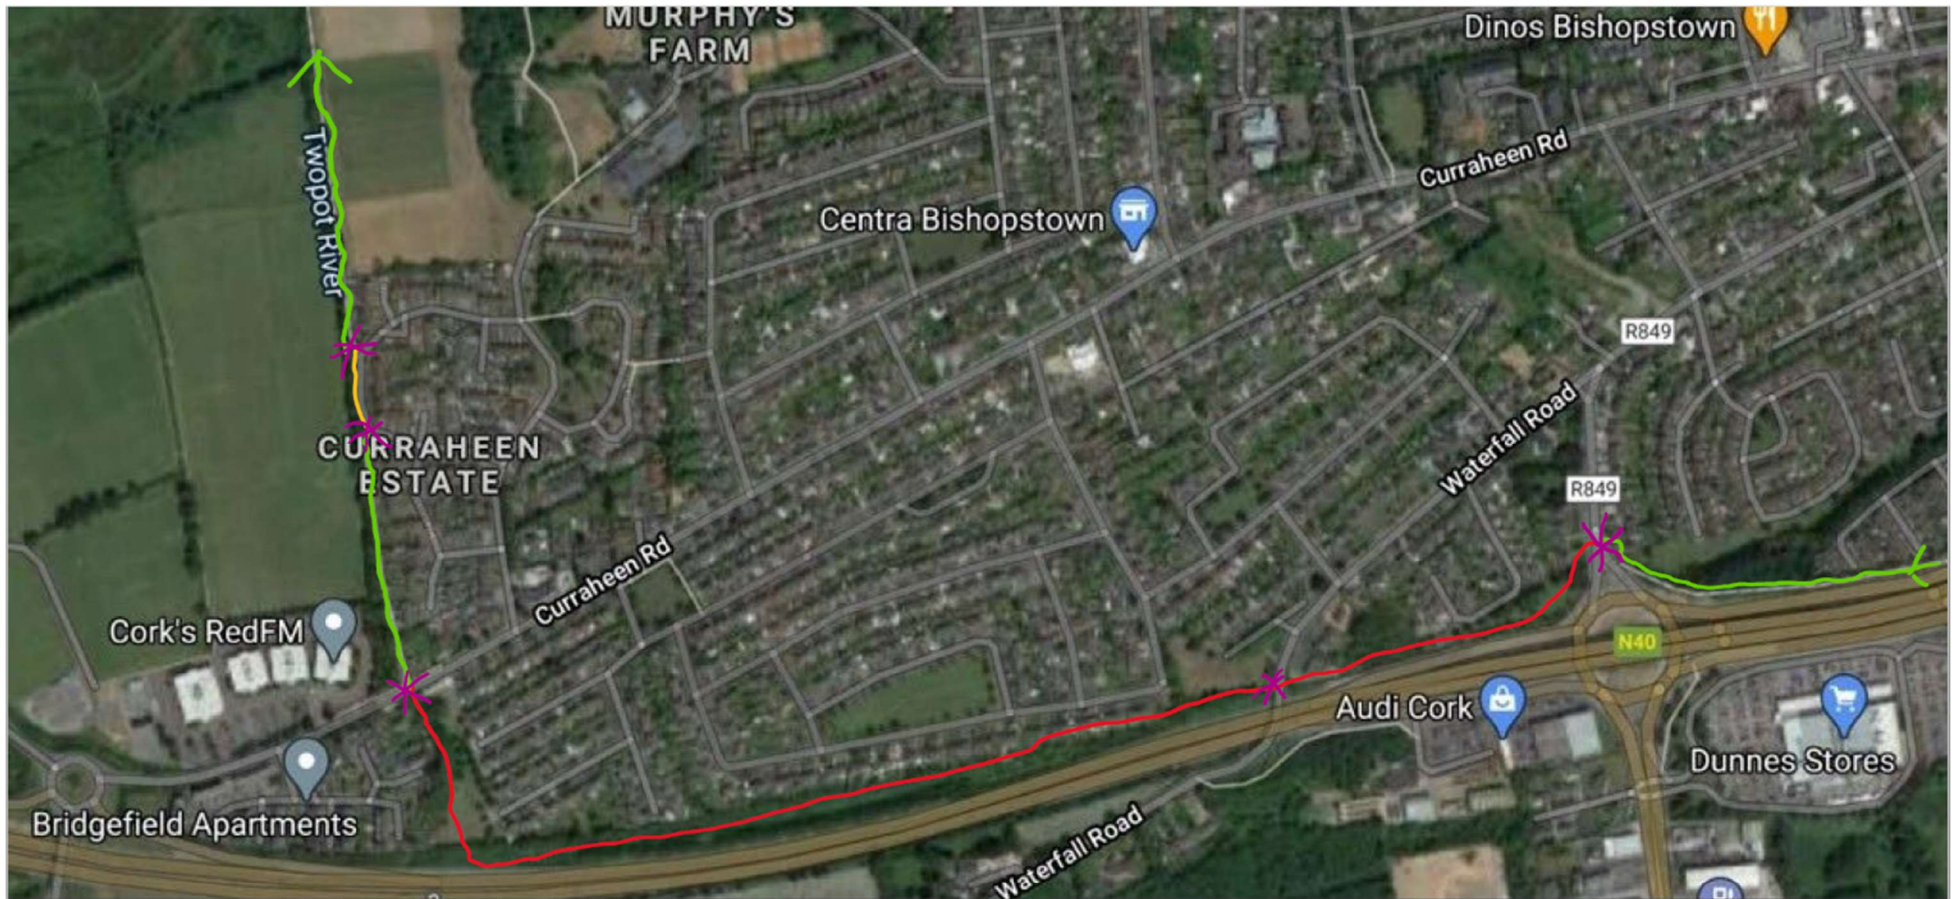 MURPHY'S
FARM
Dinos Bishopstown
Curraheen Rd
Twopot River
Centra Bishopstown
R849
Waterfall Road
CURRAHEEN
ESTATE
R849
Curraheen Rd
Cork's RedFM
N40
Audi Cork
Dunnes Stores
Bridgefield Apartments
Waterfall Road